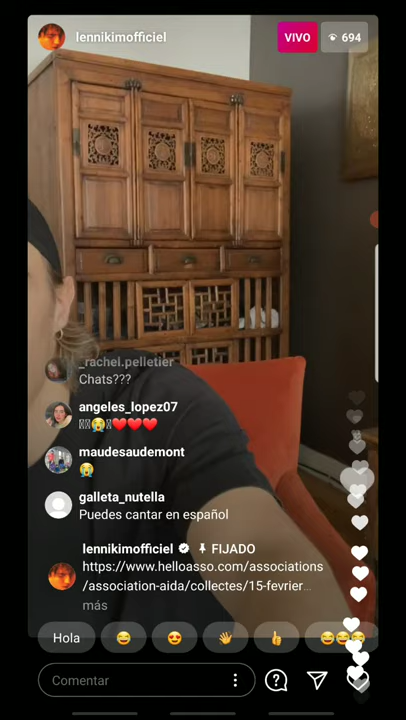 lennikimofficiel
VIVO
694
_rachel.pelletier
Chats???
angeles_lopez07
😭❤️❤️❤️
maudesaudemont
😭
galleta_nutella
Puedes cantar en español
lennikimofficiel FIJADO
https://www.helloasso.com/associations
/association-aida/collectes/15-fevrier...
más
Hola
Comentar